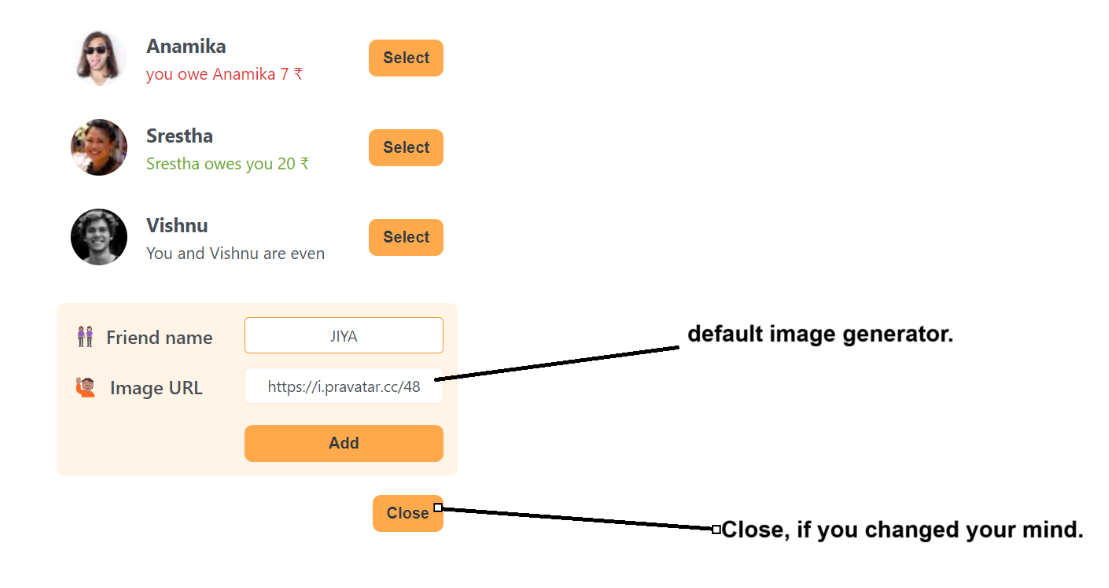 Anamika
Select
you owe Anamika 7 ₹
Srestha
Select
Srestha owes you 20 ₹
Vishnu
Select
You and Vishnu are even
Friend name
JIYA
default image generator.
Image URL
https://i.pravatar.cc/48
Add
Close
Close, if you changed your mind.